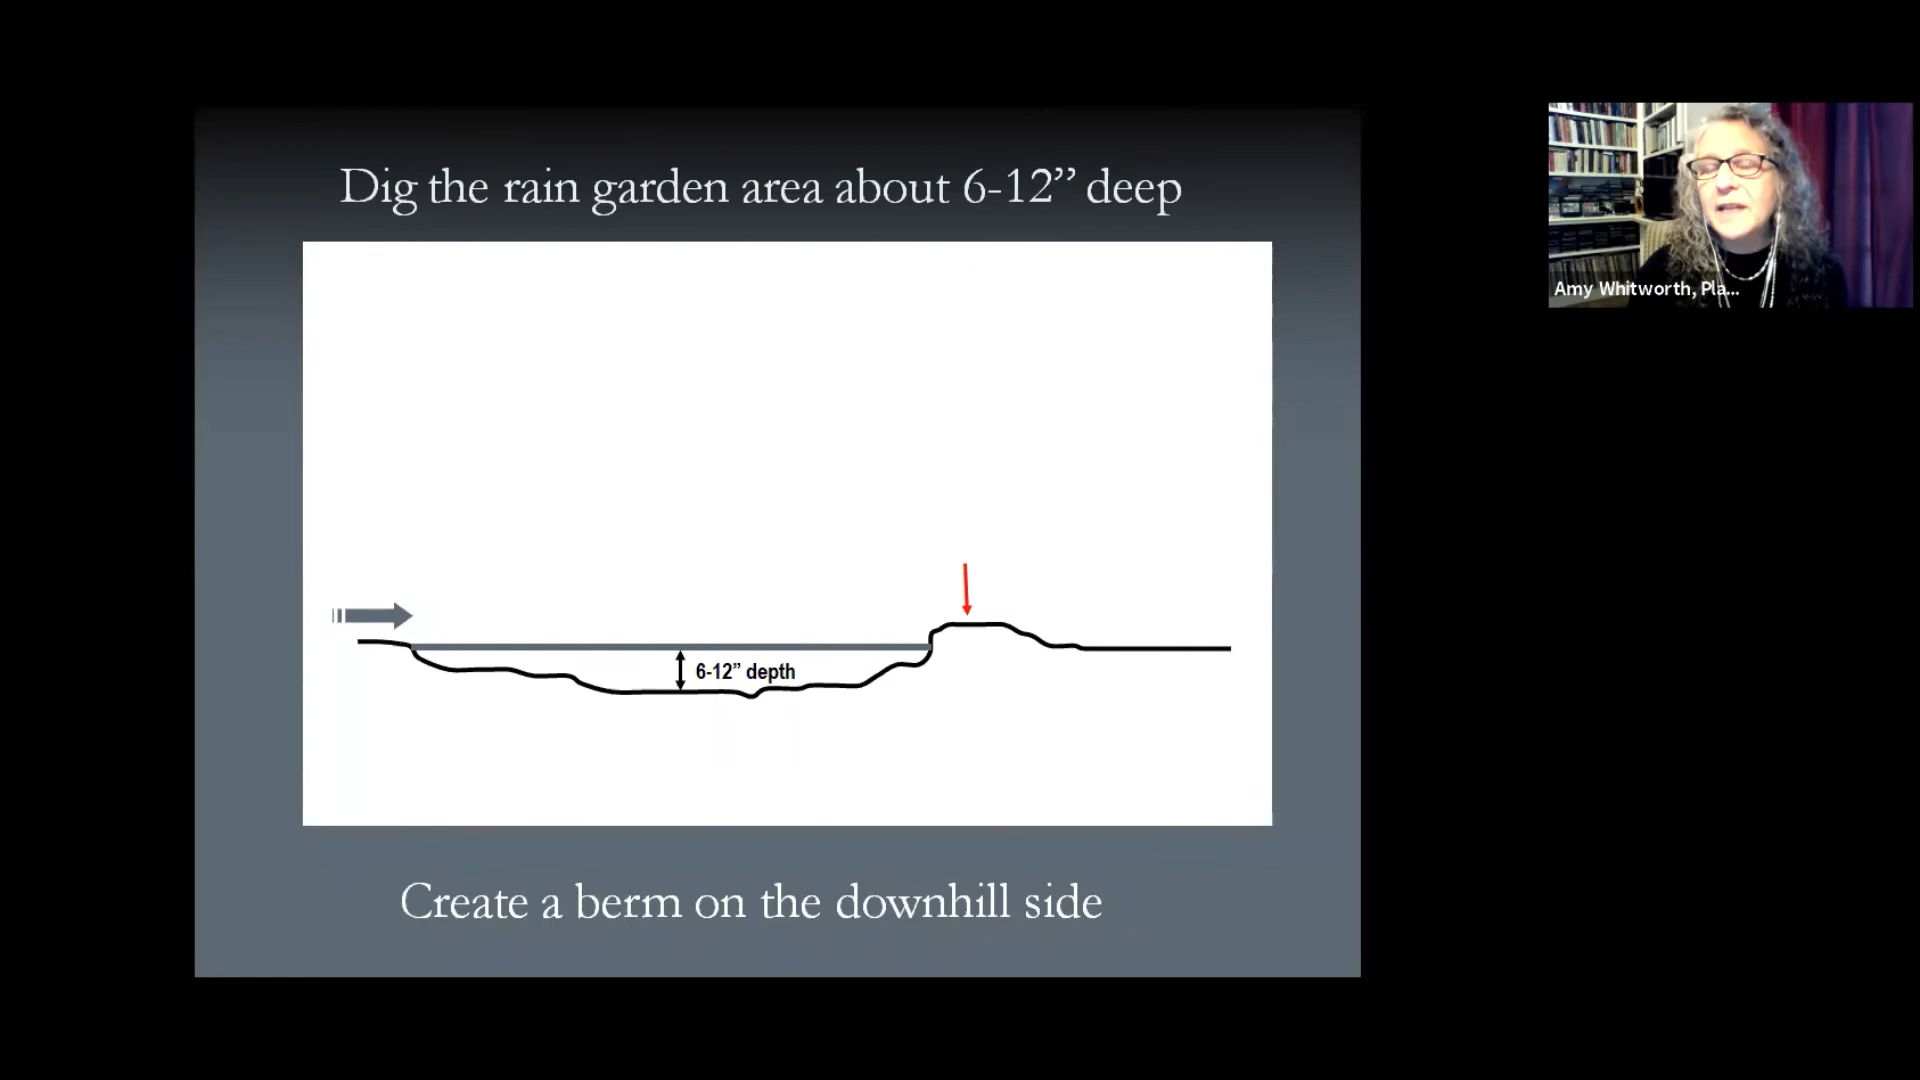 Dig the rain garden area about 6-12” deep
Amy Whitworth, Pla...
6-12” depth
Create a berm on the downhill side